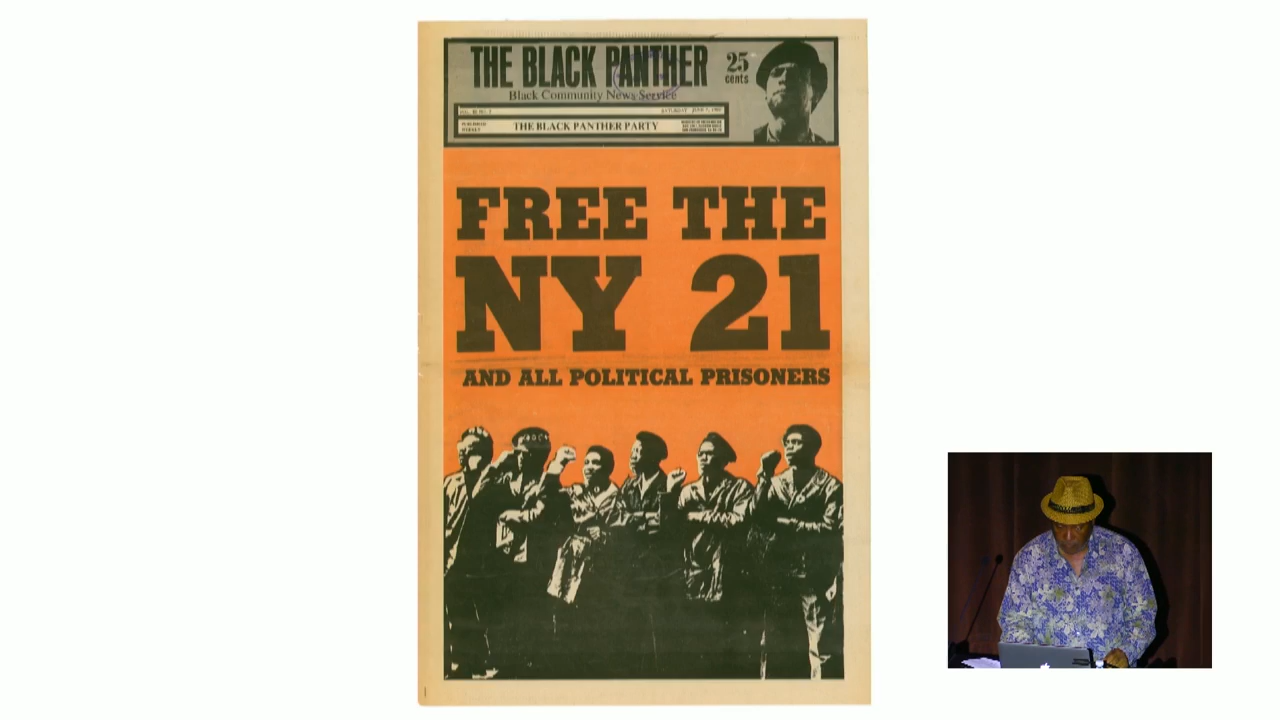 THE BLACK PANTHER
25
cents
Black Community News Service
THE BLACK PANTHER PARTY
FREE THE
NY 21
AND ALL POLITICAL PRISONERS